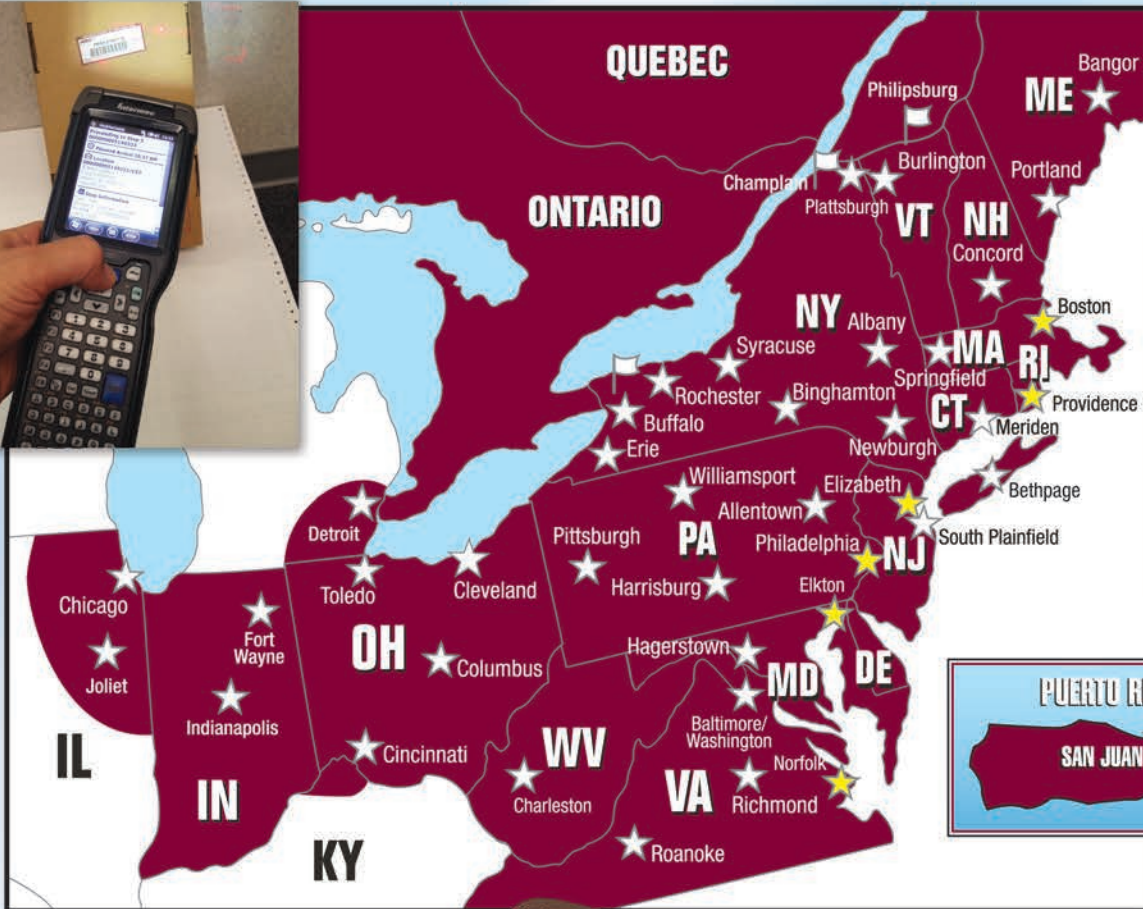 QUEBEC
Philipsburg
ME
Bangor
Champlain
Burlington
Plattsburgh
VT
NH
Portland
ONTARIO
Concord
NY
Albany
Boston
Syracuse
MA
RI
Springfield
Rochester
Binghamton
CT
Providence
Buffalo
Newburgh
Meriden
Erie
Williamsport
Elizabeth
Bethpage
Allentown
Detroit
Pittsburgh
PA
Philadelphia
NJ
South Plainfield
Toledo
Cleveland
Harrisburg
Elkton
Chicago
Fort
Wayne
OH
Columbus
Hagerstown
MD
DE
Joliet
Indianapolis
Baltimore/
Washington
IL
Cincinnati
WV
Norfolk
IN
Charleston
VA
Richmond
KY
Roanoke
PUERTO R
SAN JUAN